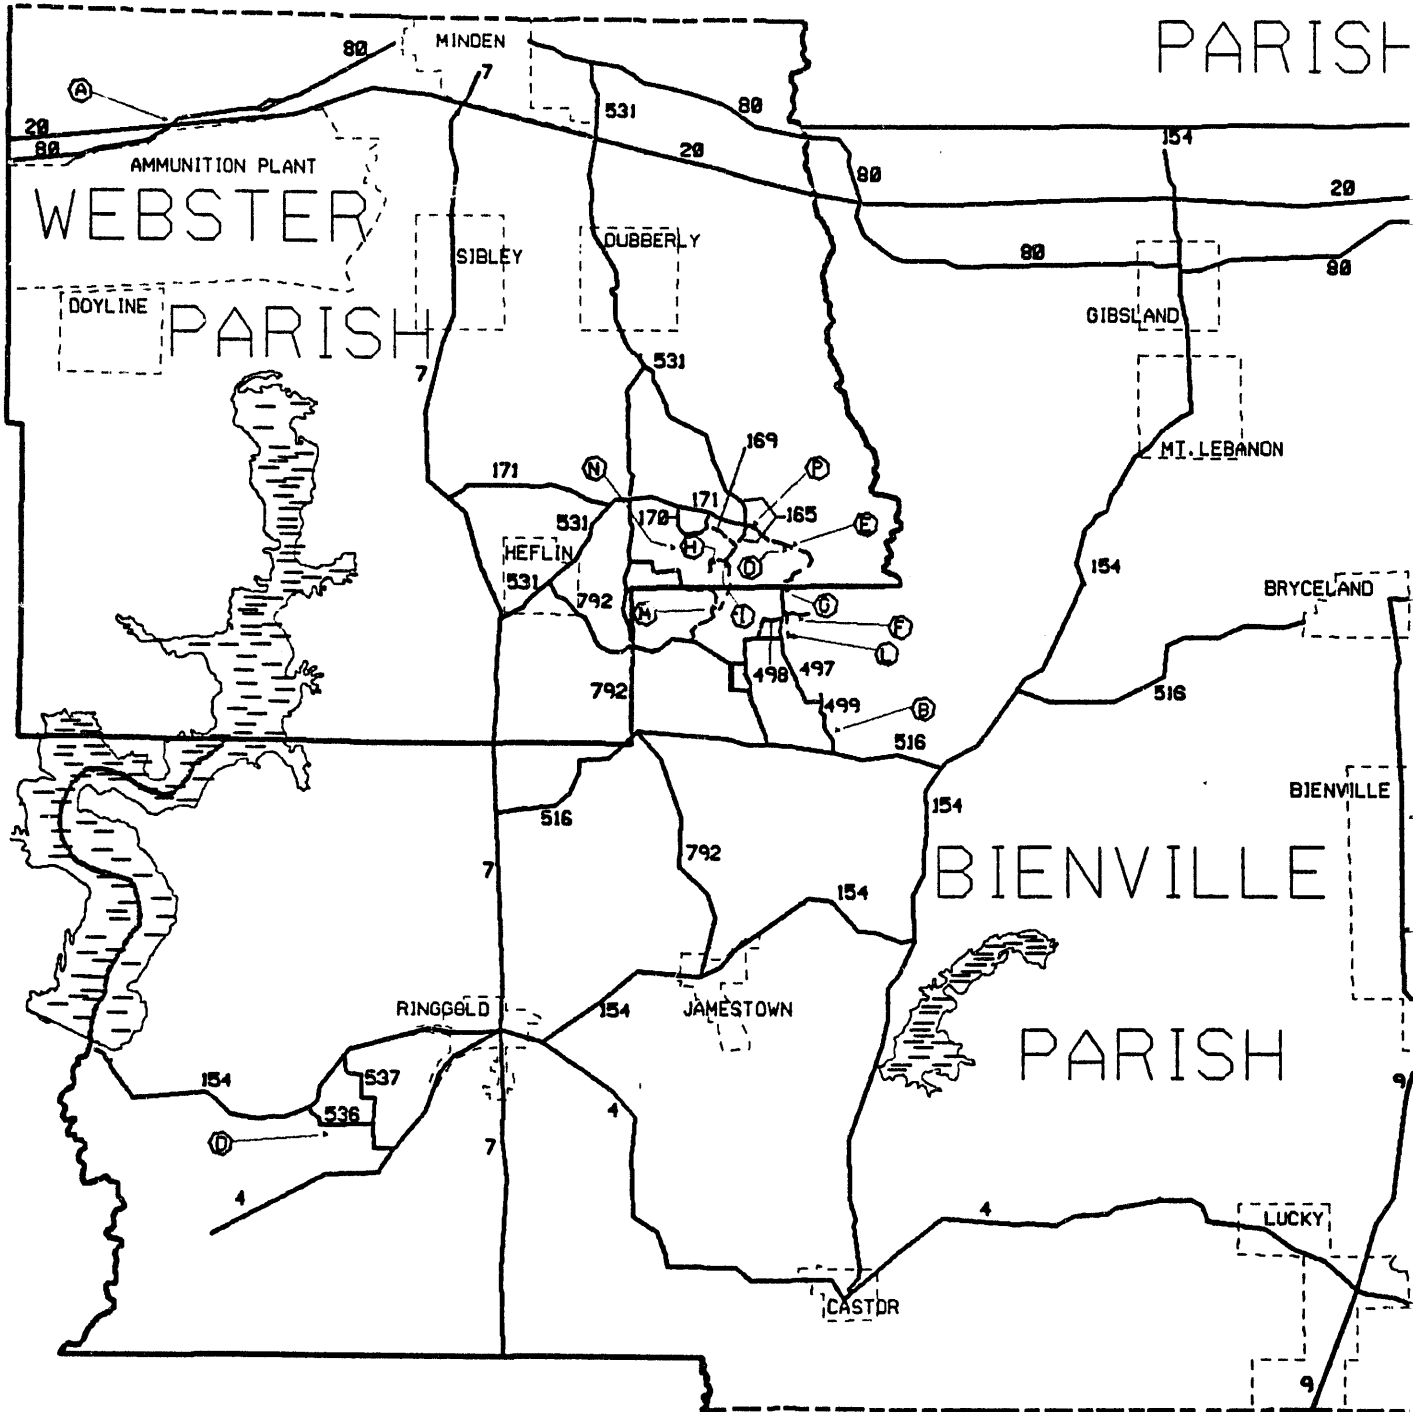 PARISH
80
MINDEN
7
A
531
80
20
80
154
20
AMMUNITION PLANT
80
20
WEBSTER
DUBBERLY
SIBLEY
80
80
DOYLINE
GIBSLAND
PARISH
531
7
169
MT. LEBANON
171
N
P
171
170
165
531
E
HEFLIN
H
O
154
531
BRYCELAND
792
M
I
G
F
L
498
497
792
516
499
B
516
BIENVILLE
154
516
792
BIENVILLE
7
154
RINGGOLD
154
JAMESTOWN
PARISH
154
537
9
536
4
D
7
4
4
LUCKY
CASTOR
9